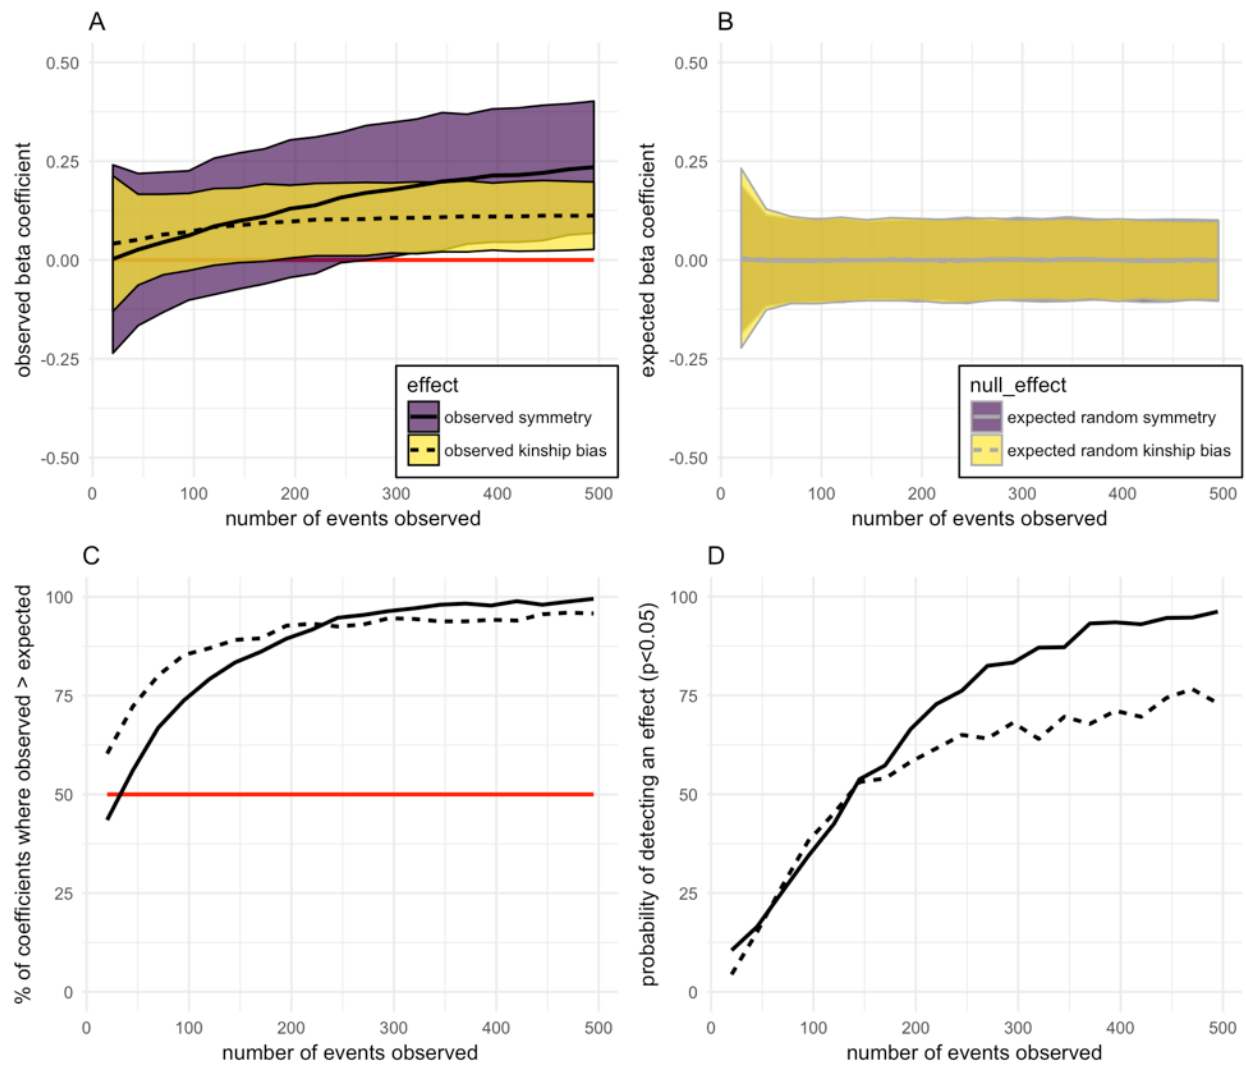 A
observed beta coefficient
0.50
0.25
0.00
-0.25
-0.50
effect
observed symmetry
observed kinship bias
0 100 200 300 400 500
number of events observed
B
expected beta coefficient
0.50
0.25
0.00
-0.25
-0.50
null_effect
expected random symmetry
expected random kinship bias
0 100 200 300 400 500
number of events observed
C
% of coefficients where observed > expected
100
75
50
25
0
0 100 200 300 400 500
number of events observed
D
probability of detecting an effect (p<0.05)
100
75
50
25
0
0 100 200 300 400 500
number of events observed